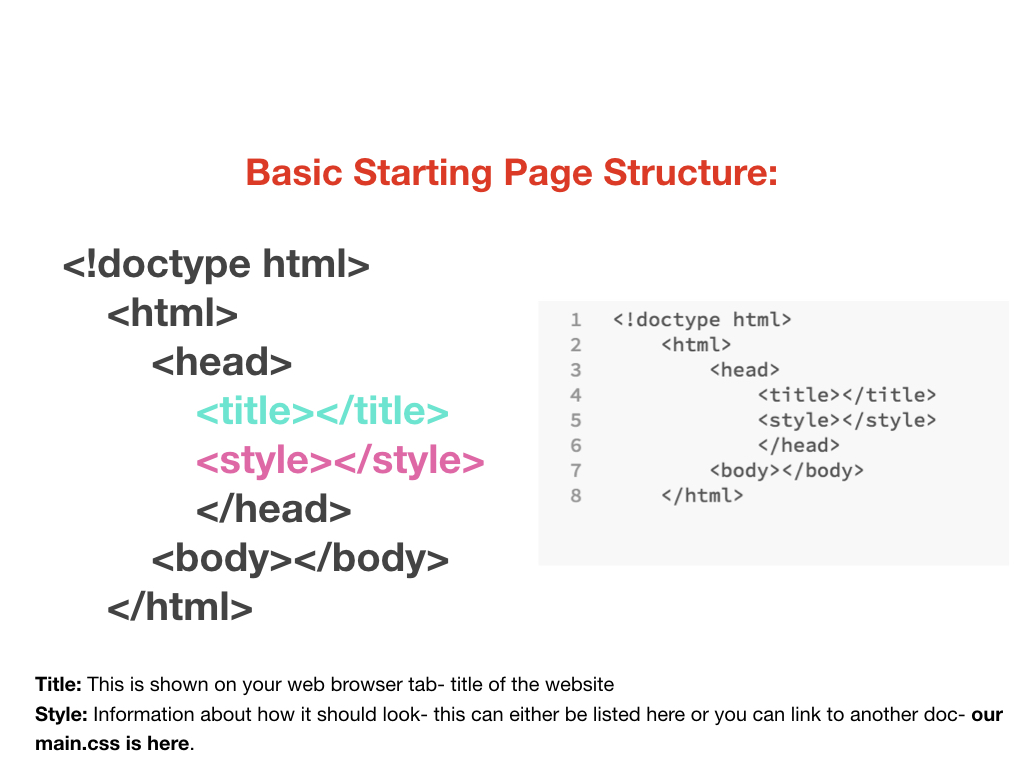 Basic Starting Page Structure:
<!doctype html>
<html>
<head>
<title></title>
<style></style>
</head>
<body></body>
</html>
1 <!doctype html>
2 <html>
3 <head>
4 <title></title>
5 <style></style>
6 </head>
7 <body></body>
8 </html>
Title: This is shown on your web browser tab- title of the website
Style: Information about how it should look- this can either be listed here or you can link to another doc- our
main.css is here.